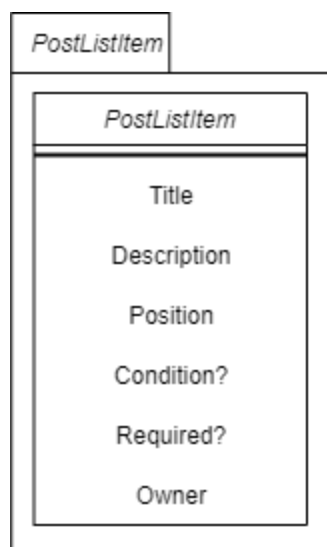 PostListItem
PostListItem
Title
Description
Position
Condition?
Required?
Owner